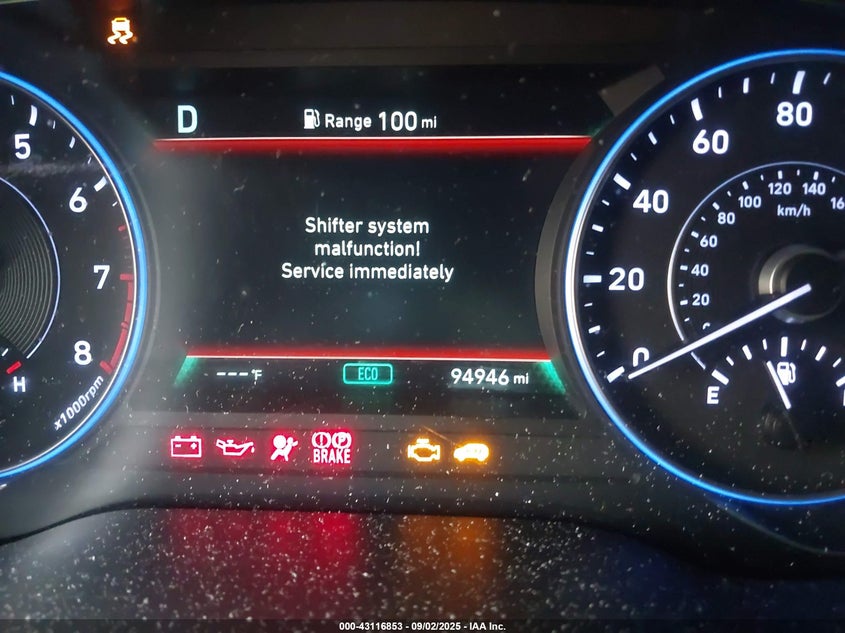 D Range 100 mi
Shifter system
malfunction!
Service immediately
---°F ECO 94946 mi
BRAKE
5
6
7
8
H
x1000rpm
0
20
40
60
80
km/h
20
40
60
80
100
120
140
E
000-43116853 - 09/02/2025 - IAA Inc.